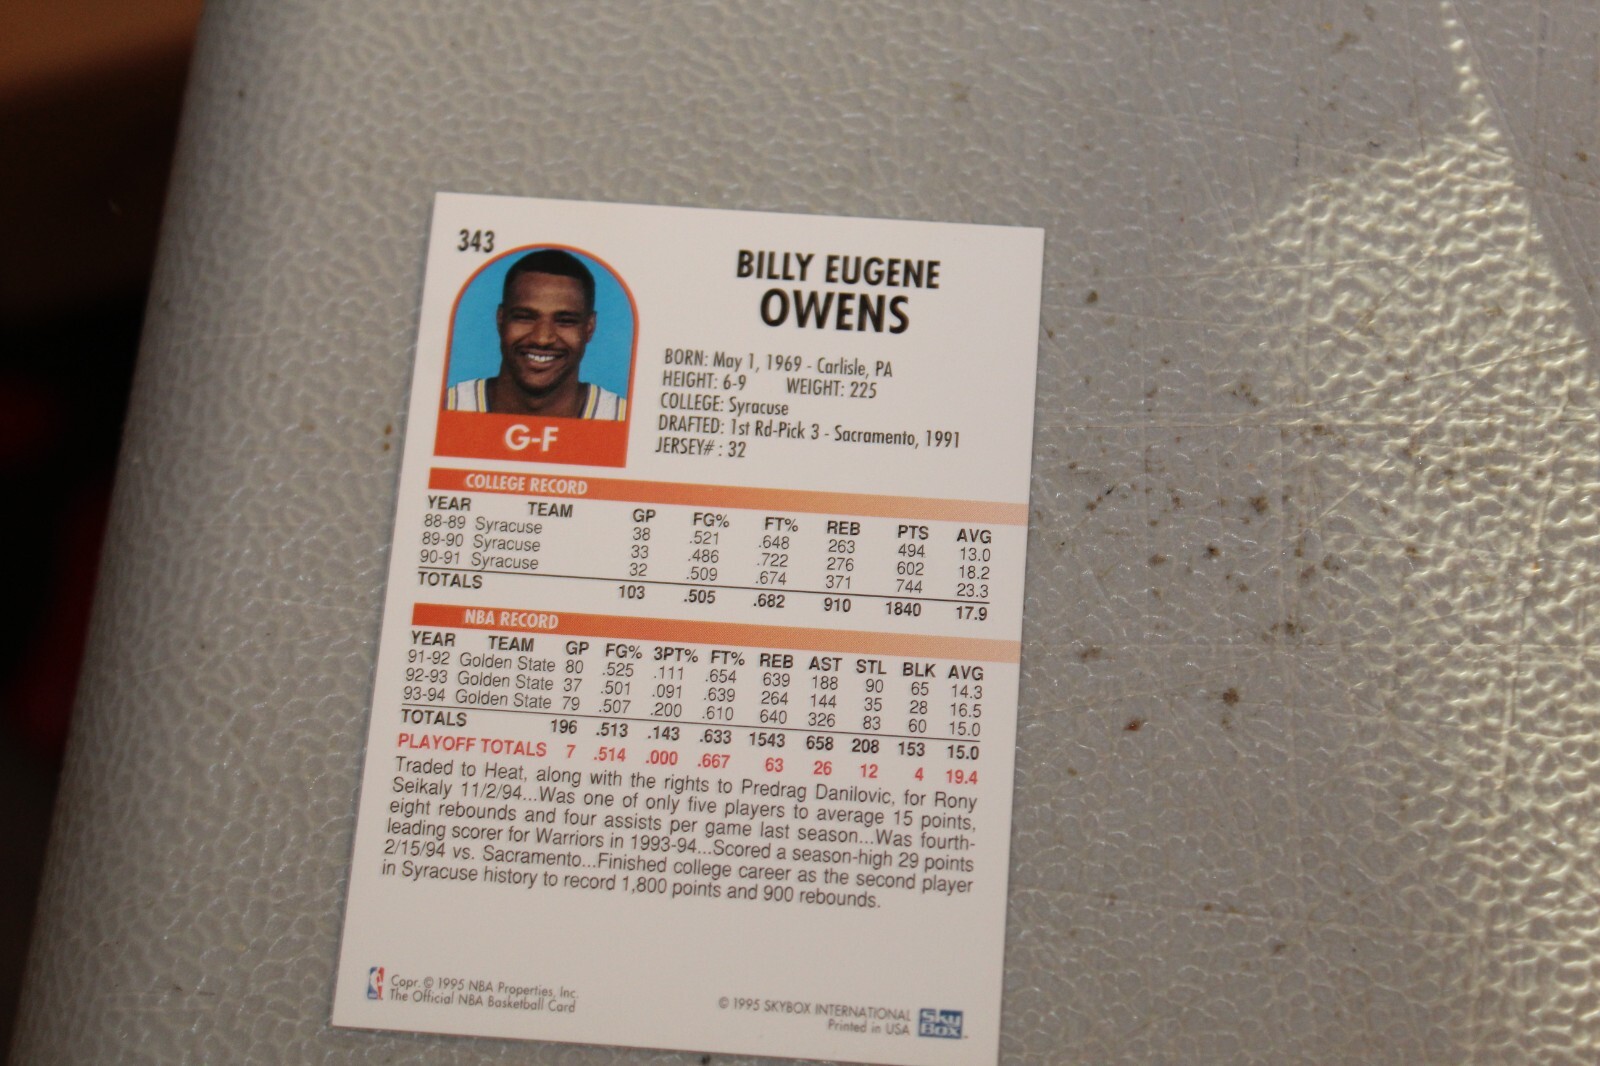 343
BILLY EUGENE
OWENS
BORN: May 1, 1969 - Carlisle, PA
HEIGHT: 6-9 WEIGHT: 225
COLLEGE: Syracuse
DRAFTED: 1st Rd-Pick 3 - Sacramento, 1991
JERSEY# : 32
G-F
COLLEGE RECORD
YEAR TEAM GP FG% FT% REB PTS AVG
88-89 Syracuse 38 .521 .648 263 494 13.0
89-90 Syracuse 33 .486 .722 276 602 18.2
90-91 Syracuse 32 .509 .674 371 744 23.3
TOTALS 103 .505 .682 910 1840 17.9
NBA RECORD
YEAR TEAM GP FG% 3PT% FT% REB AST STL BLK AVG
91-92 Golden State 80 .525 .111 .654 639 188 90 65 14.3
92-93 Golden State 37 .501 .091 .639 264 144 35 28 16.5
93-94 Golden State 79 .507 .200 .610 640 326 83 60 15.0
TOTALS 196 .513 .143 .633 1543 658 208 153 15.0
PLAYOFF TOTALS 7 .514 .000 .667 63 26 12 4 19.4
Traded to Heat, along with the rights to Predrag Danilovic, for Rony
Seikaly 11/2/94...Was one of only five players to average 15 points,
eight rebounds and four assists per game last season...Was fourth-
leading scorer for Warriors in 1993-94...Scored a season-high 29 points
2/15/94 vs. Sacramento...Finished college career as the second player
in Syracuse history to record 1,800 points and 900 rebounds.
Copr. © 1995 NBA Properties, Inc.
The Official NBA Basketball Card
© 1995 SKYBOX INTERNATIONAL
Printed in USA
SkyBox